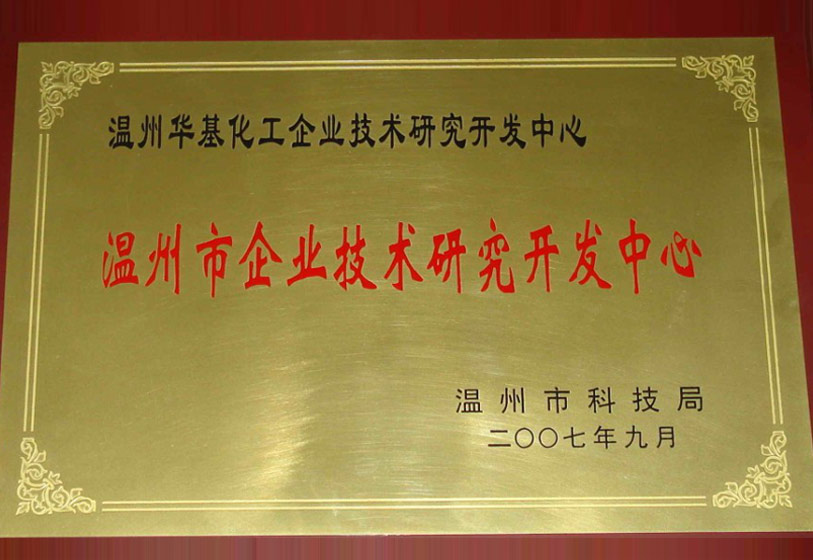 温州华基化工企业技术研究开发中心
温州市企业技术研究开发中心
温州市科技局
二〇〇七年九月